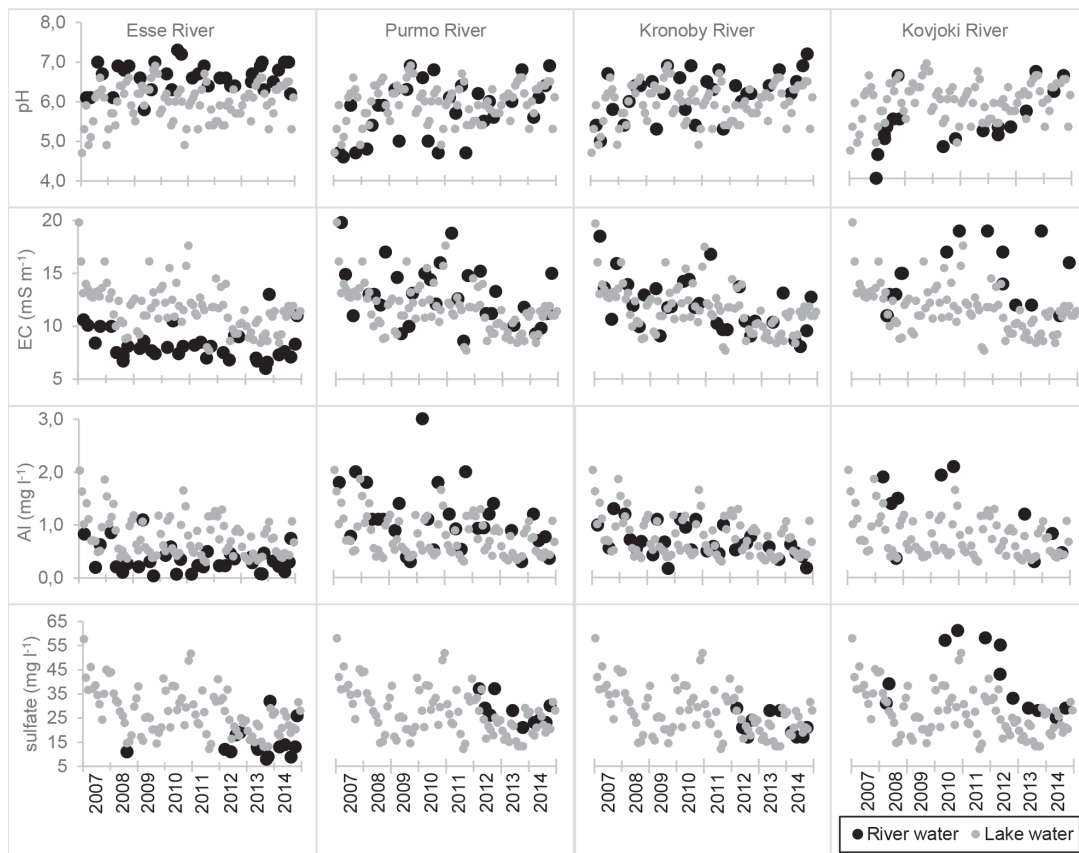 Esse River Purmo River Kronoby River Kovjoki River
pH
7,0
6,0
5,0
4,0
EC (mS m-1)
20
15
10
5
Al (mg l-1)
3,0
2,0
1,0
0,0
sulfate (mg l-1)
65
55
45
35
25
15
5
2007 2008 2009 2010 2011 2012 2013 2014 2007 2008 2009 2010 2011 2012 2013 2014 2007 2008 2009 2010 2011 2012 2013 2014 2007 2008 2009 2010 2011 2012 2013 2014
River water Lake water